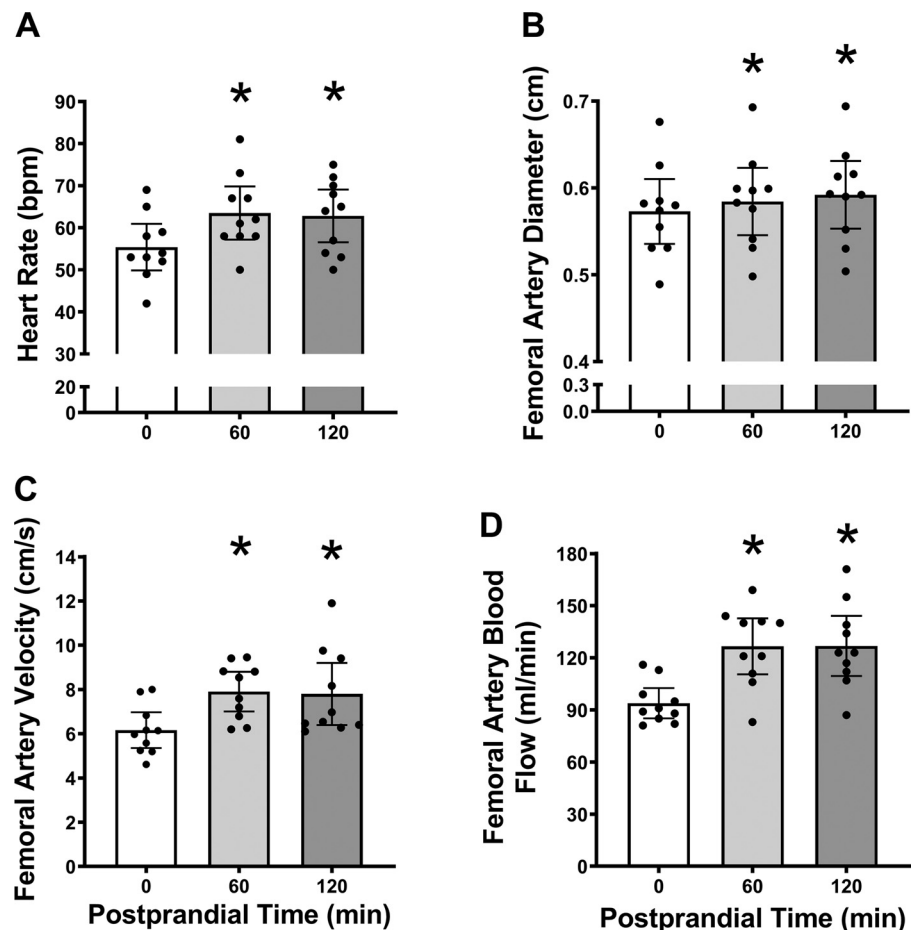 A
Heart Rate (bpm)
90
80
70
60
50
40
30
20
0
* *
0 60 120
B
Femoral Artery Diameter (cm)
0.7
0.6
0.5
0.4
0.3
0.0
* *
0 60 120
C
Femoral Artery Velocity (cm/s)
14
12
10
8
6
4
2
0
* *
0 60 120
Postprandial Time (min)
D
Femoral Artery Blood
Flow (ml/min)
180
150
120
90
60
30
0
* *
0 60 120
Postprandial Time (min)